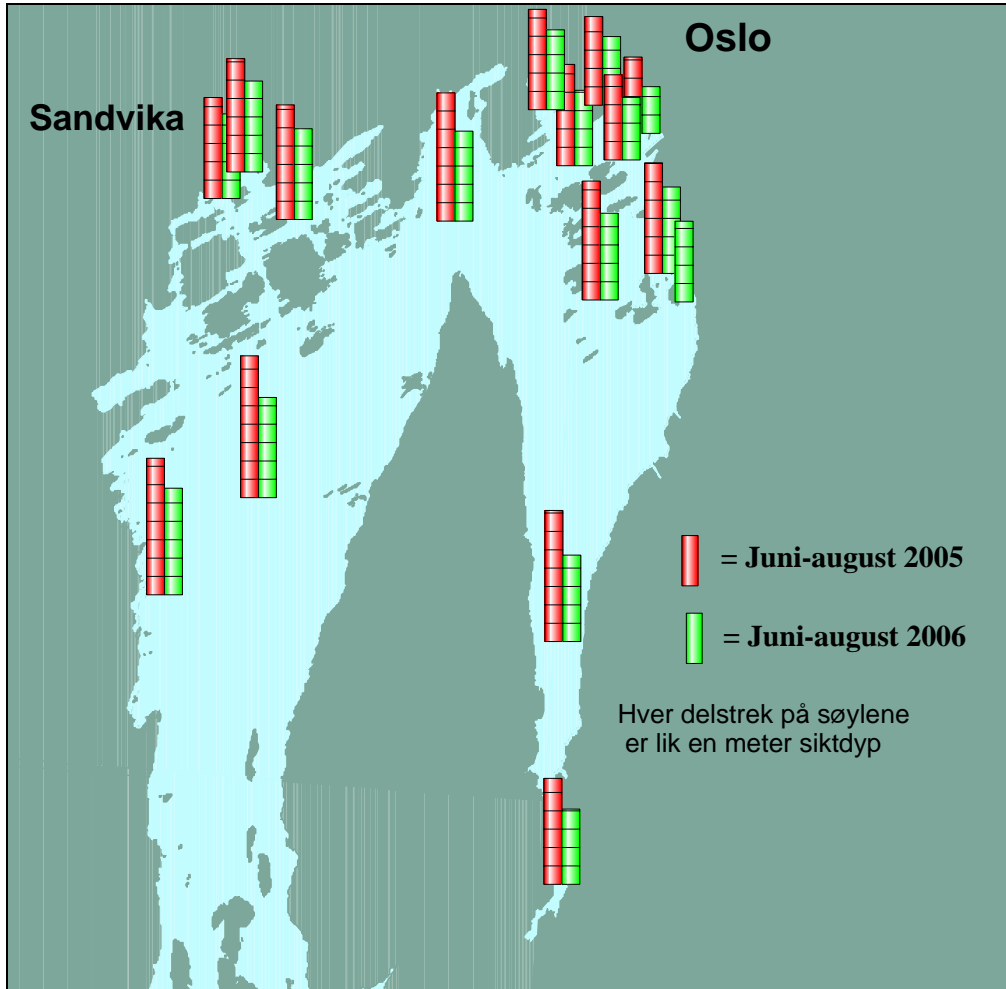 Oslo
Sandvika
= Juni-august 2005
= Juni-august 2006
Hver delstrek på søylene
er lik en meter siktdyp